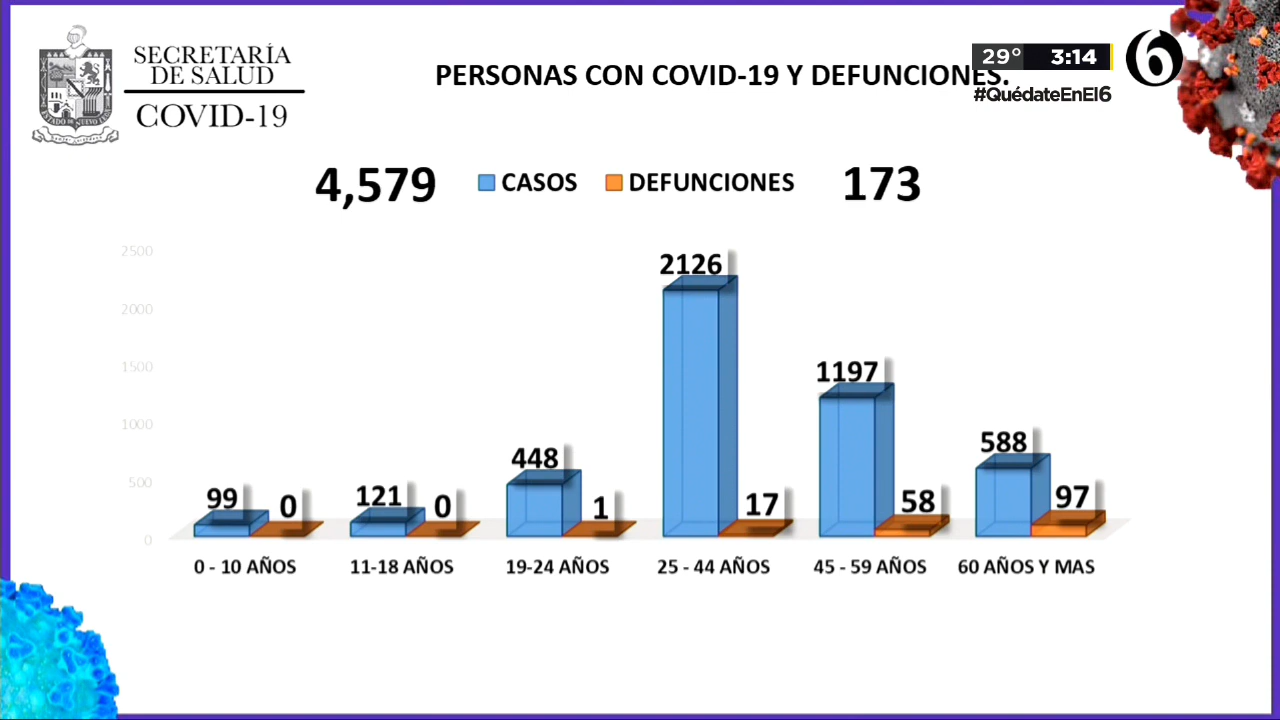 SECRETARÍA
DE SALUD
COVID-19
PERSONAS CON COVID-19 Y DEFUNCIONES.
29° 3:14 6
#QuédateEnEl6
4,579 CASOS DEFUNCIONES 173
2500
2000
1500
1000
500
0
99 0 121 0 448 1 2126 17 1197 58 588 97
0 - 10 AÑOS 11-18 AÑOS 19-24 AÑOS 25 - 44 AÑOS 45 - 59 AÑOS 60 AÑOS Y MAS